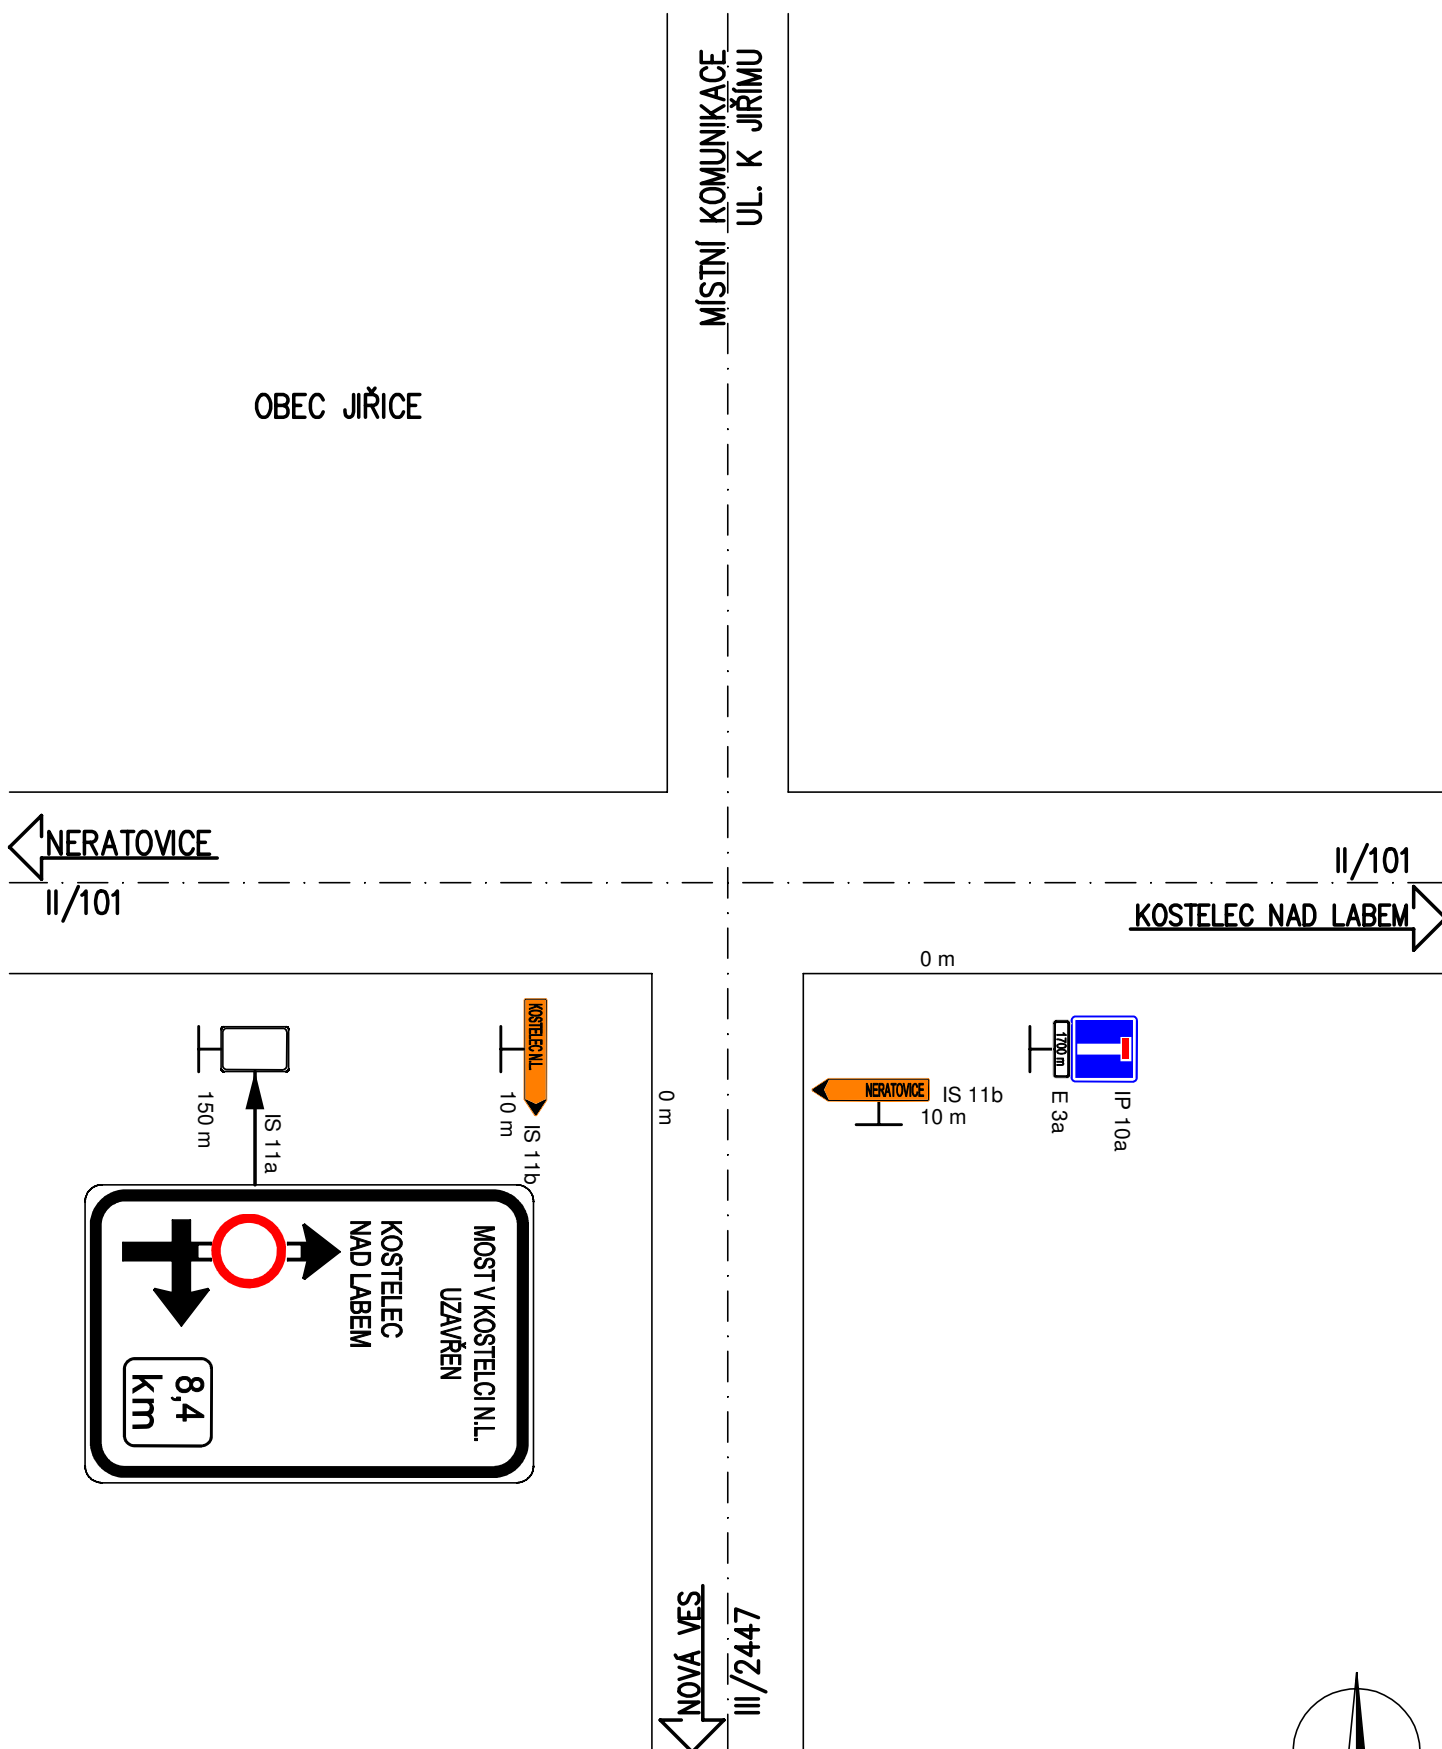 MÍSTNÍ KOMUNIKACE
UL. K JIŘÍMU
OBEC JIŘICE
NERATOVICE
II/101
II/101
KOSTELEC NAD LABEM
0 m
KOSTELEC N.L.
10 m
IS 11b
150 m
IS 11a
0 m
NERATOVICE
IS 11b
10 m
1700 m
E 3a
IP 10a
MOST V KOSTELCI N.L.
UZAVŘEN
KOSTELEC
NAD LABEM
8,4
km
NOVÁ VES
III/2447